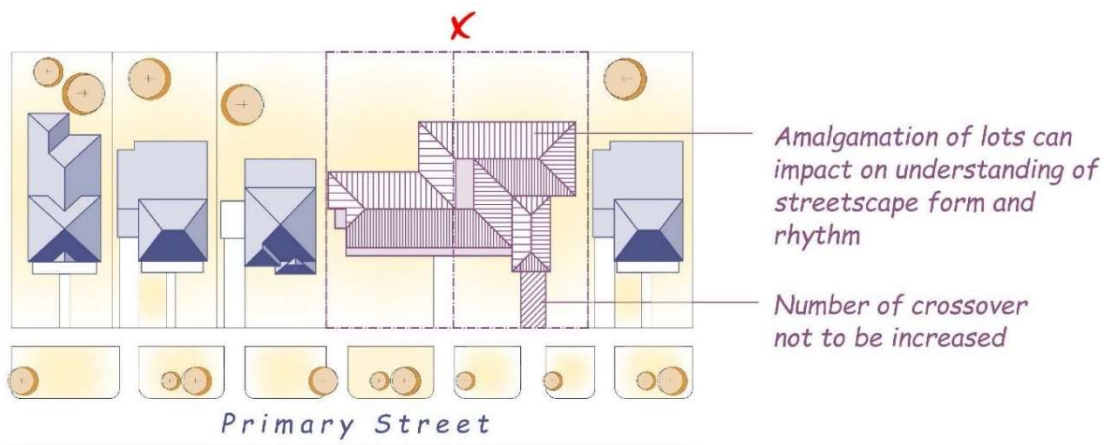 ✗
Amalgamation of lots can
impact on understanding of
streetscape form and
rhythm
Number of crossover
not to be increased
Primary Street